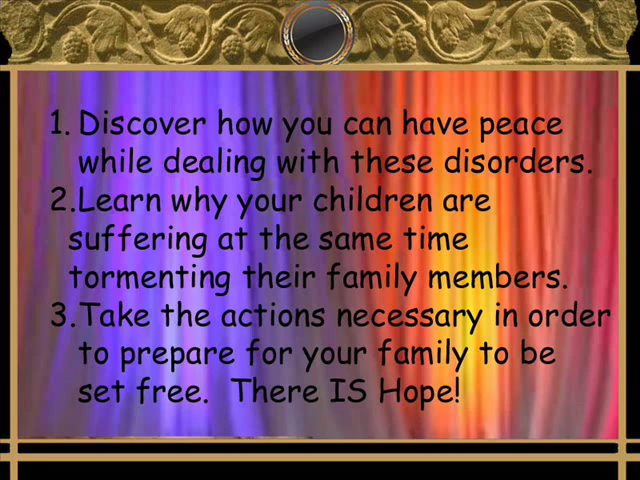 1. Discover how you can have peace
while dealing with these disorders.
2.Learn why your children are
suffering at the same time
tormenting their family members.
3.Take the actions necessary in order
to prepare for your family to be
set free.  There IS Hope!